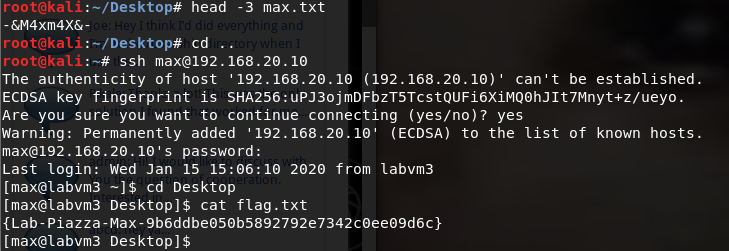 root@kali:~/Desktop# head -3 max.txt
-&M4xm4X&-
root@kali:~/Desktop# cd ..
root@kali:~# ssh max@192.168.20.10
The authenticity of host '192.168.20.10 (192.168.20.10)' can't be established.
ECDSA key fingerprint is SHA256:uPJ3ojmDFbzT5TcstQUFi6XiMQ0hJIt7Mnyt+z/ueyo.
Are you sure you want to continue connecting (yes/no)? yes
Warning: Permanently added '192.168.20.10' (ECDSA) to the list of known hosts.
max@192.168.20.10's password:
Last login: Wed Jan 15 15:06:10 2020 from labvm3
[max@labvm3 ~]$ cd Desktop
[max@labvm3 Desktop]$ cat flag.txt
{Lab-Piazza-Max-9b6ddbe050b5892792e7342c0ee09d6c}
[max@labvm3 Desktop]$